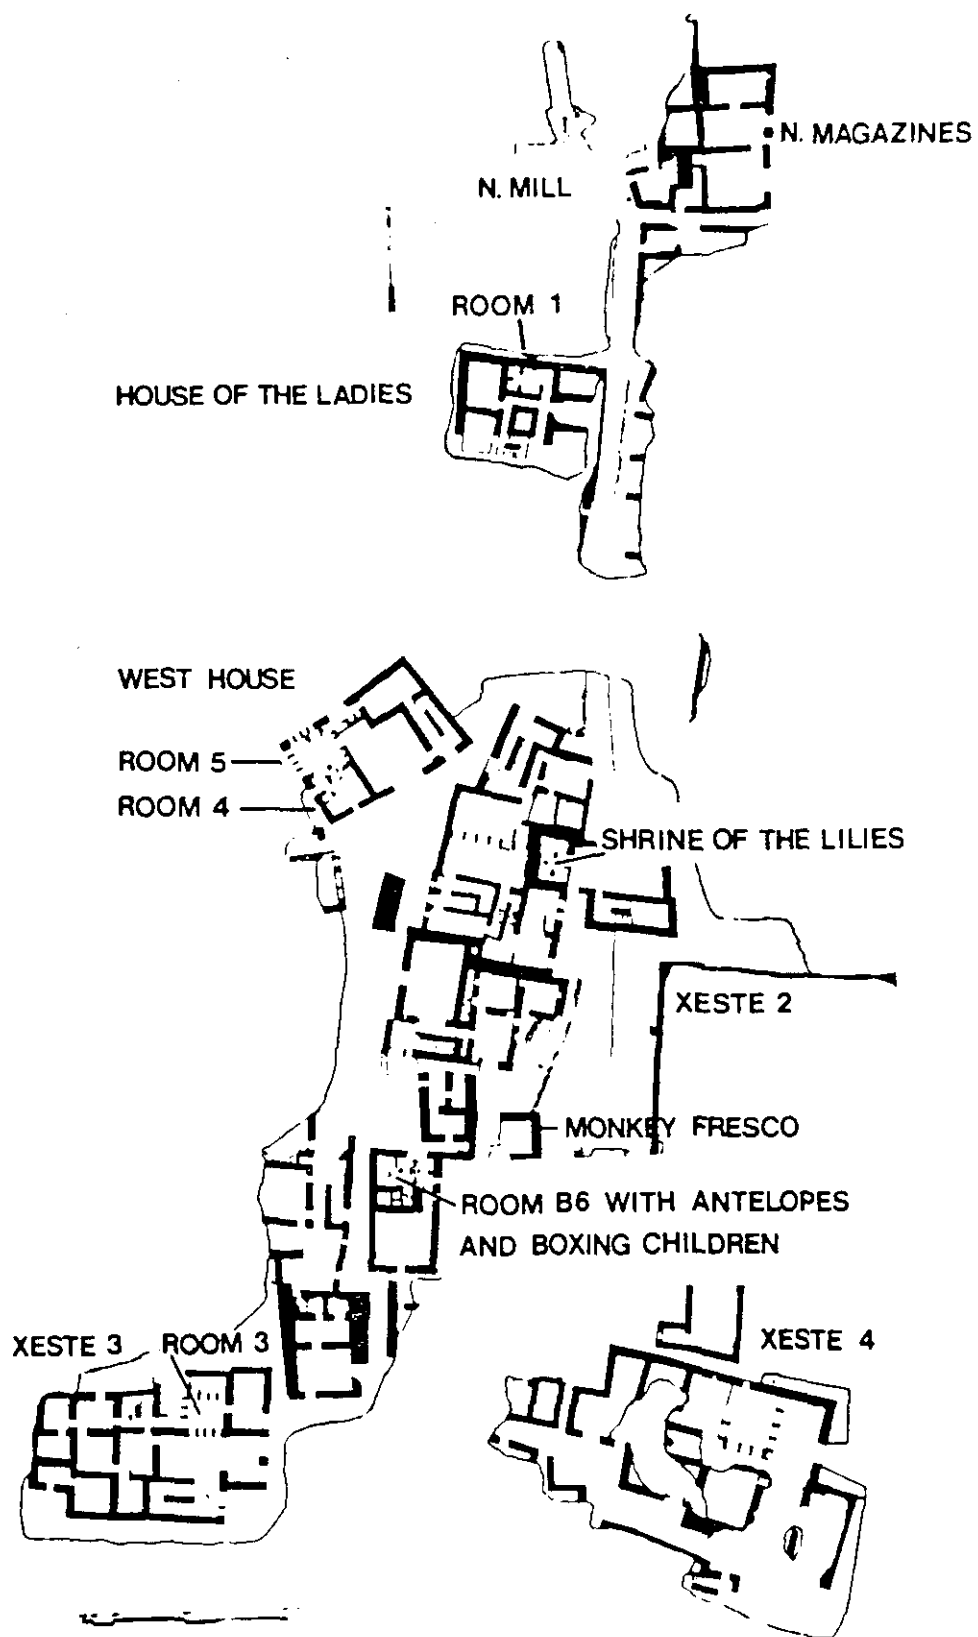 N. MAGAZINES
N. MILL
ROOM 1
HOUSE OF THE LADIES
WEST HOUSE
ROOM 5
ROOM 4
SHRINE OF THE LILIES
XESTE 2
MONKEY FRESCO
ROOM B6 WITH ANTELOPES
AND BOXING CHILDREN
XESTE 3
ROOM 3
XESTE 4